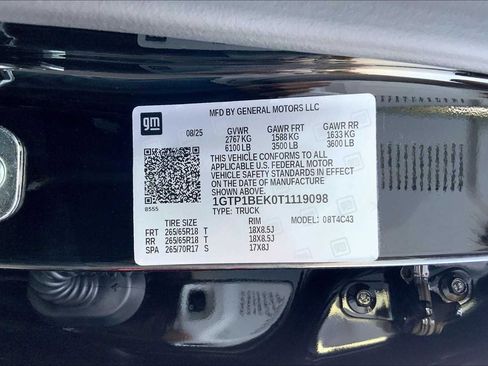 gm
MFD BY GENERAL MOTORS LLC
08/25 GVWR GAWR FRT GAWR RR
2767 KG 1588 KG 1633 KG
6100 LB 3500 LB 3600 LB
THIS VEHICLE CONFORMS TO ALL
APPLICABLE U.S. FEDERAL MOTOR
VEHICLE SAFETY STANDARDS IN EFFECT
ON THE DATE OF MANUFACTURE
SHOWN ABOVE.
8555 1GTP1BEK0T1119098
TYPE: TRUCK MODEL: 08T4C43
TIRE SIZE RIM
FRT 265/65R18 T 18X8.5J
RR 265/65R18 T 18X8.5J
SPA 265/70R17 S 17X8J